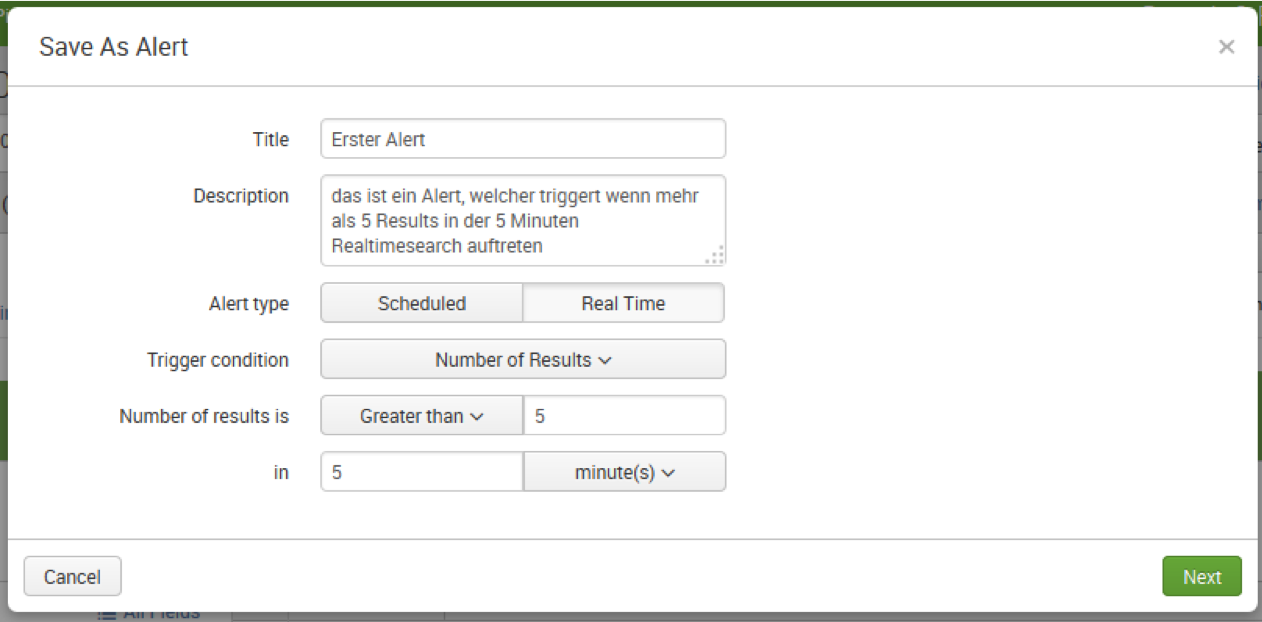 Save As Alert
×
Title
Erster Alert
Description
das ist ein Alert, welcher triggert wenn mehr
als 5 Results in der 5 Minuten
Realtimesearch auftreten
Alert type
Scheduled
Real Time
Trigger condition
Number of Results
Number of results is
Greater than
5
in
5
minute(s)
Cancel
Next
All Fields